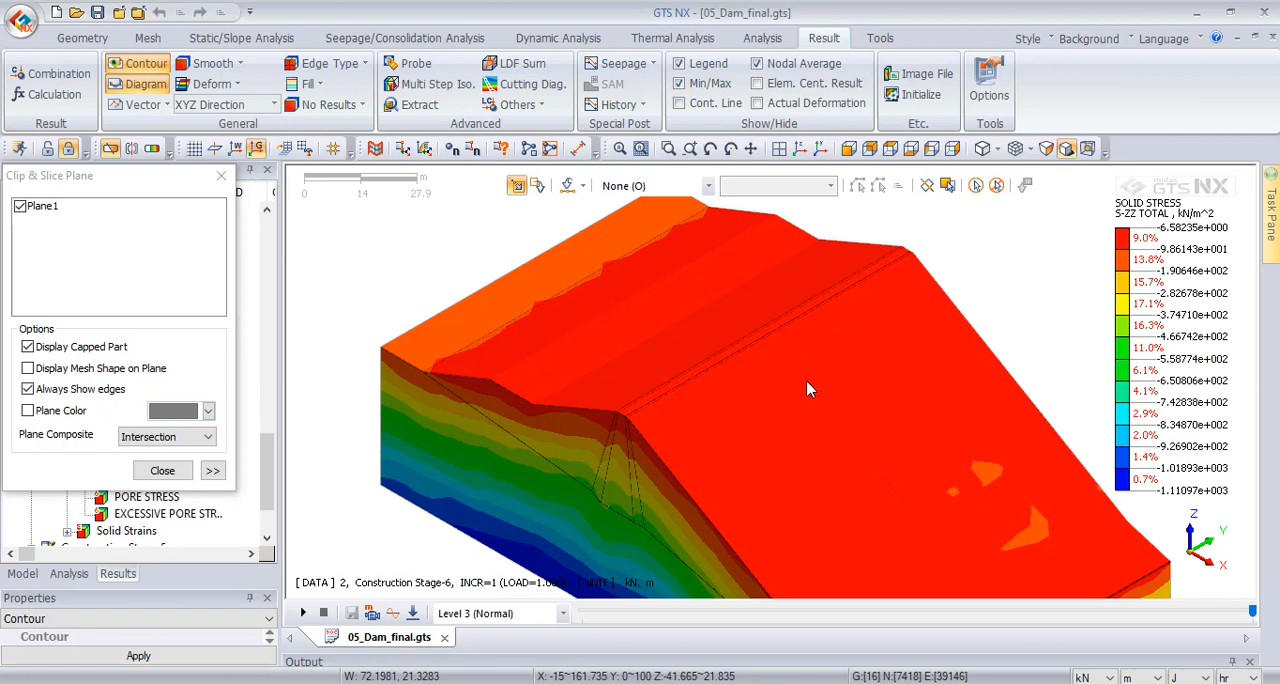 GTS NX - [05_Dam_final.gts]
Geometry Mesh Static/Slope Analysis Seepage/Consolidation Analysis Dynamic Analysis Thermal Analysis Analysis Result Tools Style Background Language
Combination Contour Smooth Edge Type Probe LDF Sum Seepage Legend Nodal Average Image File
Calculation Diagram Deform Fill Multi Step Iso. Cutting Diag. SAM Min/Max Elem. Cent. Result Initialize Options
Vector XYZ Direction No Results Extract Others History Cont. Line Actual Deformation
Result General Advanced Special Post Show/Hide Etc. Tools
Clip & Slice Plane
Plane1
Options
Display Capped Part
Display Mesh Shape on Plane
Always Show edges
Plane Color
Plane Composite Intersection
Close >>
PORE STRESS
EXCESSIVE PORE STR...
Solid Strains
Model Analysis Results
Properties
Contour
Contour
Apply
m
0 14 27.9
None (O)
midas
GTS NX
SOLID STRESS
S-ZZ TOTAL , kN/m^2
-6.58235e+000
9.0%
-9.86143e+001
13.8%
-1.90646e+002
15.7%
-2.82678e+002
17.1%
-3.74710e+002
16.3%
11.0%
-5.58774e+002
6.1%
-6.50806e+002
4.1%
-7.42838e+002
2.9%
-8.34870e+002
2.0%
-9.26902e+002
1.4%
-1.01893e+003
0.7%
-1.11097e+003
Z
Y
X
[ DATA ] 2, Construction Stage-6, INCR=1 (LOAD=1.00 [ UNIT ] kN, m
Level 3 (Normal)
05_Dam_final.gts
Output
Task Pane
W: 72.1981, 21.3283 X: -15~161.735 Y: 0~100 Z-41.665~21.835 G:[16] N:[7418] E:[39146] kN m J hr